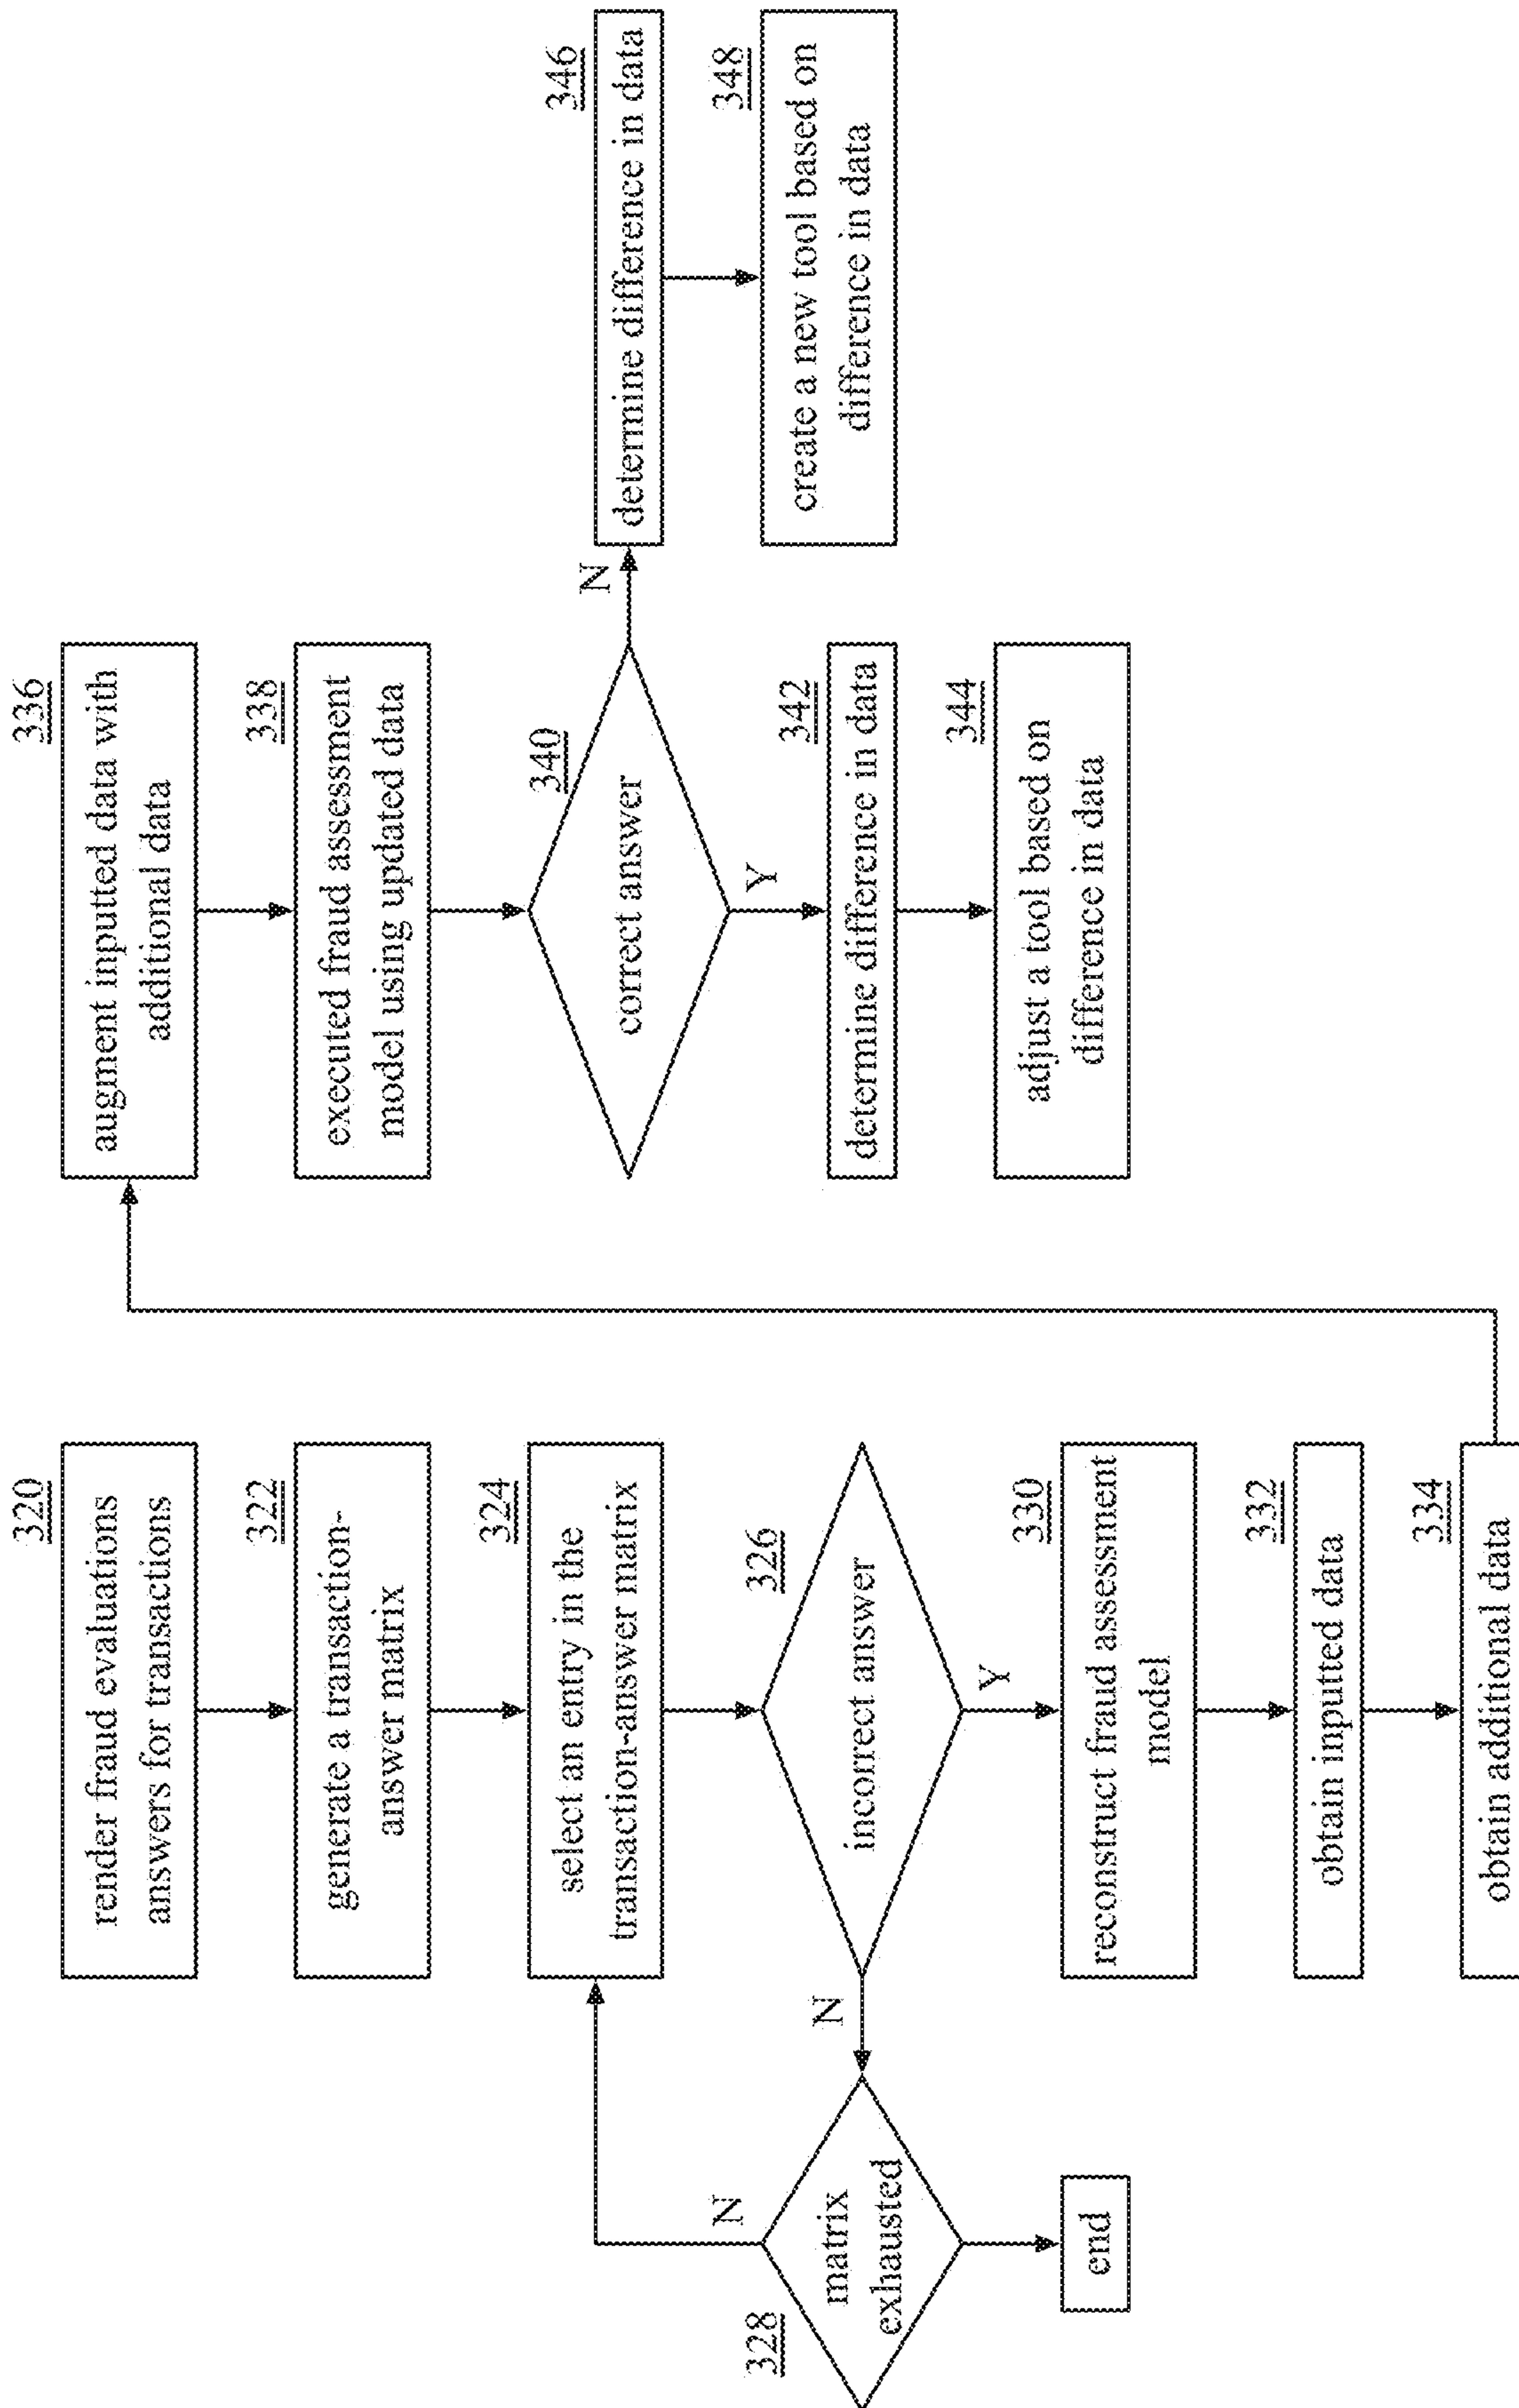 320
render fraud evaluations
answers for transactions
322
generate a transaction-
answer matrix
324
select an entry in the
transaction-answer matrix
326
incorrect answer
N
Y
328
matrix
exhausted
N
end
330
reconstruct fraud assessment
model
332
obtain inputted data
334
obtain additional data
336
augment inputted data with
additional data
338
executed fraud assessment
model using updated data
340
correct answer
N
Y
342
determine difference in data
344
adjust a tool based on
difference in data
346
determine difference in data
348
create a new tool based on
difference in data